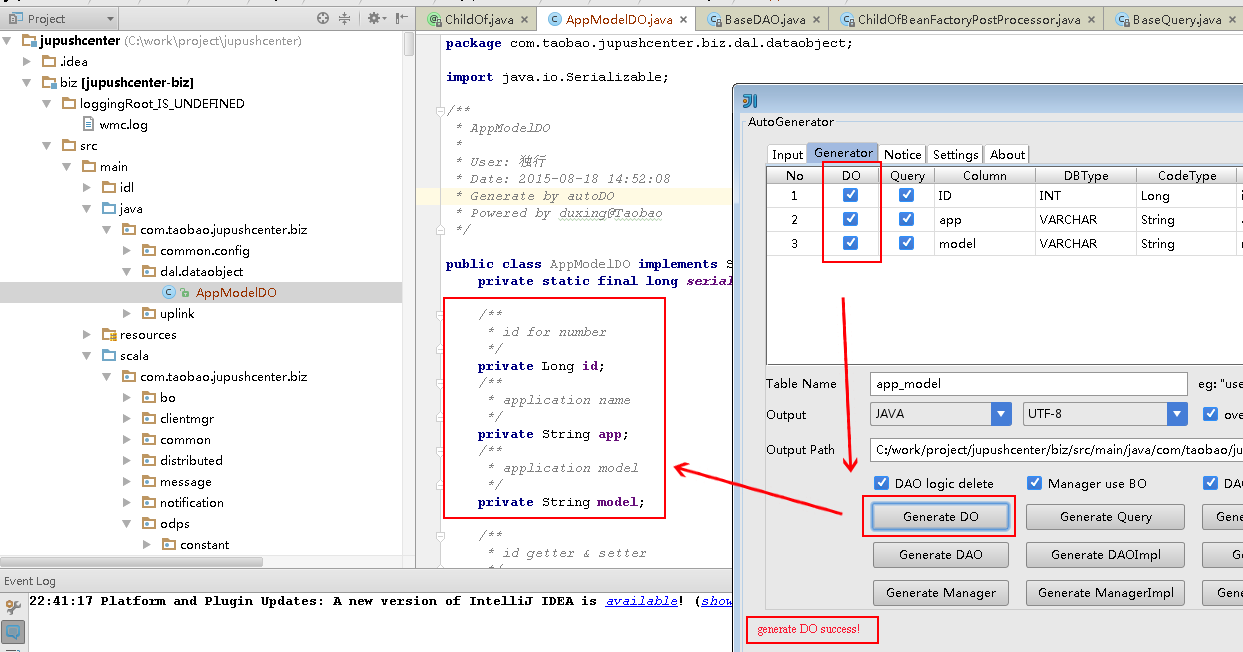 Project
jupushcenter (C:\work\project\jupushcenter)
.idea
biz [jupushcenter-biz]
loggingRoot_IS_UNDEFINED
wmc.log
src
main
idl
java
com.taobao.jupushcenter.biz
common.config
dal.dataobject
AppModelDO
uplink
resources
scala
com.taobao.jupushcenter.biz
bo
clientmgr
common
distributed
message
notification
odps
constant
ChildOf.java
AppModelDO.java
BaseDAO.java
ChildOfBeanFactoryPostProcessor.java
BaseQuery.java
package com.taobao.jupushcenter.biz.dal.dataobject;
import java.io.Serializable;
/**
* AppModelDO
*
* User: 独行
* Date: 2015-08-18 14:52:08
* Generate by autoDO
* Powered by duxing@Taobao
*/
public class AppModelDO implements S
private static final long serial
/**
* id for number
*/
private Long id;
/**
* application name
*/
private String app;
/**
* application model
*/
private String model;
/**
* id getter & setter
AutoGenerator
Input Generator Notice Settings About
No DO Query Column DBType CodeType
1 ID INT Long
2 app VARCHAR String
3 model VARCHAR String
Table Name app_model eg: "use
Output JAVA UTF-8 ove
Output Path C:/work/project/jupushcenter/biz/src/main/java/com/taobao/ju
DAO logic delete Manager use BO DA
Generate DO Generate Query Gene
Generate DAO Generate DAOImpl G
Generate Manager Generate ManagerImpl Gene
generate DO success!
Event Log
22:41:17 Platform and Plugin Updates: A new version of IntelliJ IDEA is available! (show